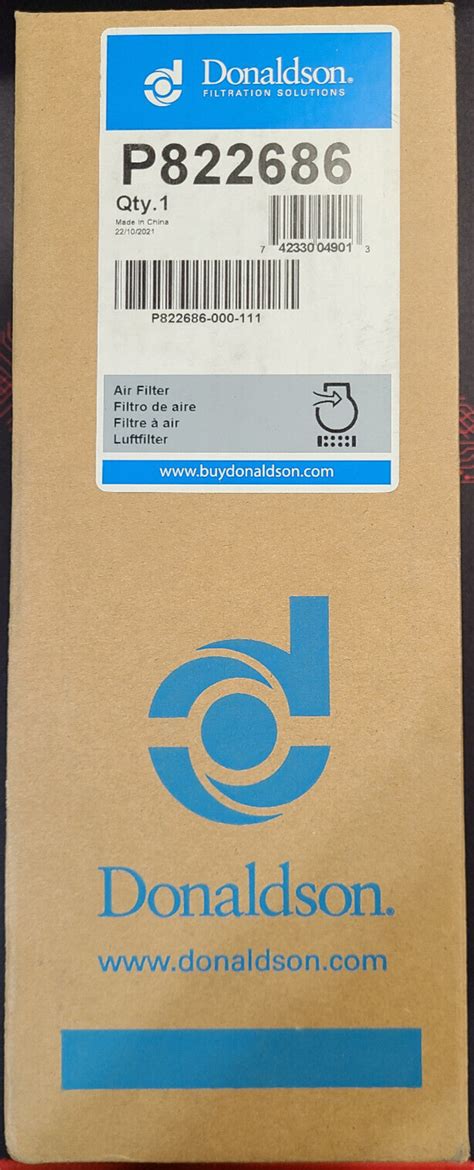 Donaldson.
FILTRATION SOLUTIONS
P822686
Qty.1
Made in China
22/10/2021
7 42330 04901 3
P822686-000-111
Air Filter
Filtro de aire
Filtre à air
Luftfilter
www.buydonaldson.com
Donaldson.
www.donaldson.com